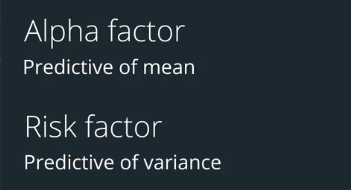 Alpha factor
Predictive of mean
Risk factor
Predictive of variance